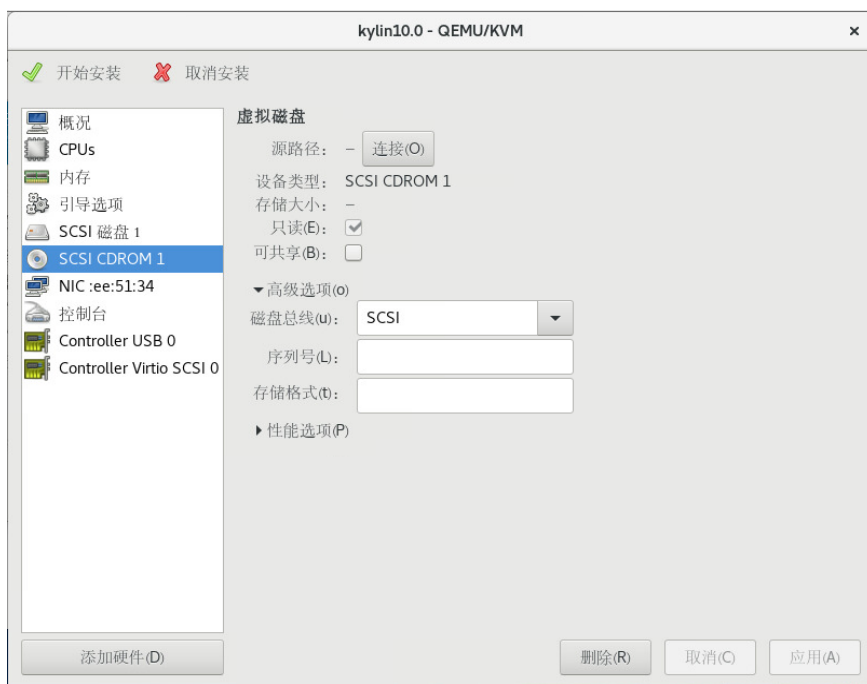 kylin10.0 - QEMU/KVM
开始安装 取消安装
概况
CPUs
内存
引导选项
SCSI 磁盘 1
SCSI CDROM 1
NIC :ee:51:34
控制台
Controller USB 0
Controller Virtio SCSI 0
添加硬件(D)
虚拟磁盘
源路径： – 连接(O)
设备类型： SCSI CDROM 1
存储大小： –
只读(E)：
可共享(B)：
高级选项(o)
磁盘总线(u)： SCSI
序列号(L)：
存储格式(t)：
性能选项(P)
删除(R) 取消(C) 应用(A)